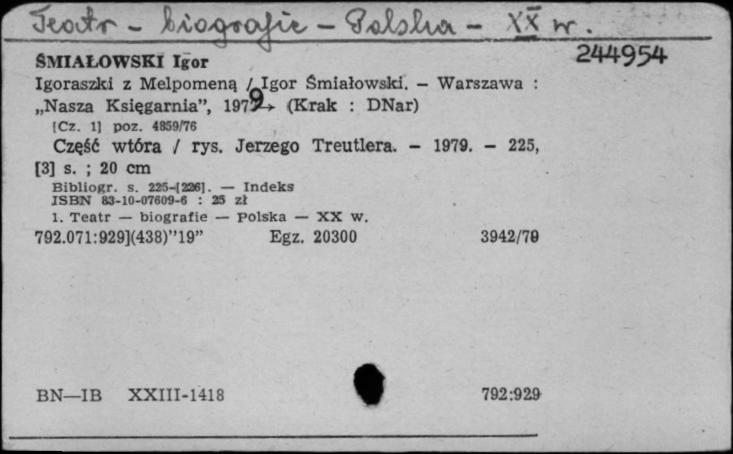 Teatr - biografie - Polska - XX w.
244954
ŚMIAŁOWSKI Igor
Igoraszki z Melpomeną / Igor Śmiałowski. — Warszawa :
„Nasza Księgarnia”, 1979→ (Krak : DNar)
[Cz. 1] poz. 4859/76
Część wtóra / rys. Jerzego Treutlera. — 1979. — 225,
[3] s. ; 20 cm
Bibliogr. s. 225-[226]. — Indeks
ISBN 83-10-07609-6 : 25 zł
1. Teatr — biografie — Polska — XX w.
792.071:929](438)”19” Egz. 20300 3942/79
BN—IB XXIII-1418 792:929